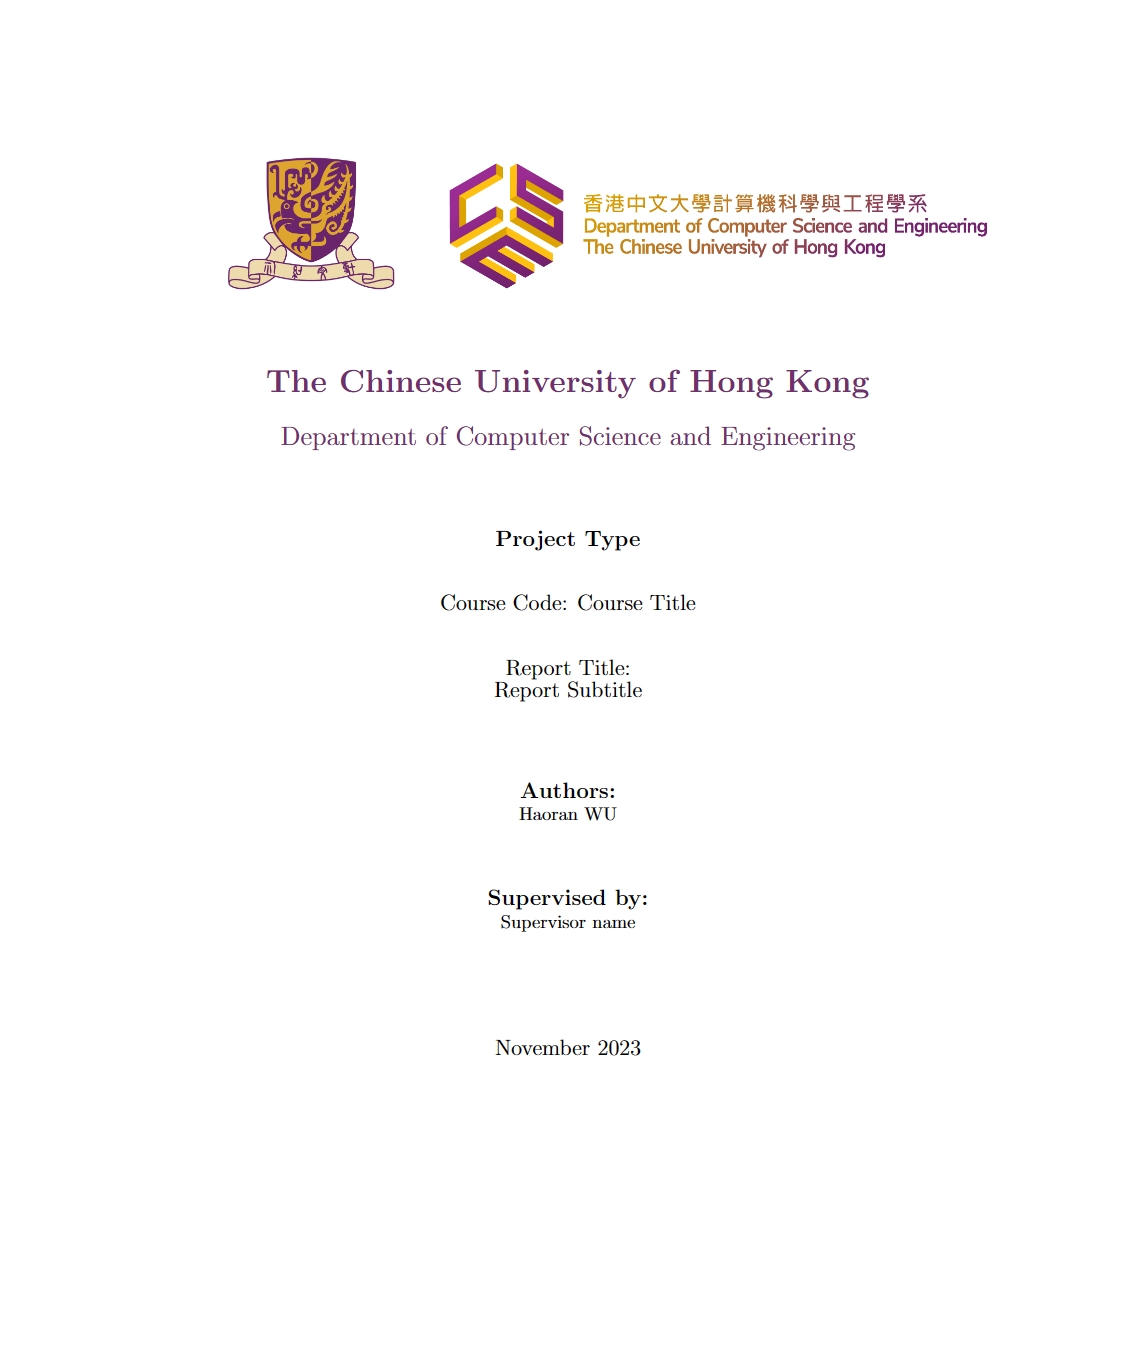 香港中文大學計算機科學與工程學系
Department of Computer Science and Engineering
The Chinese University of Hong Kong
The Chinese University of Hong Kong
Department of Computer Science and Engineering
Project Type
Course Code: Course Title
Report Title:
Report Subtitle
Authors:
Haoran WU
Supervised by:
Supervisor name
November 2023